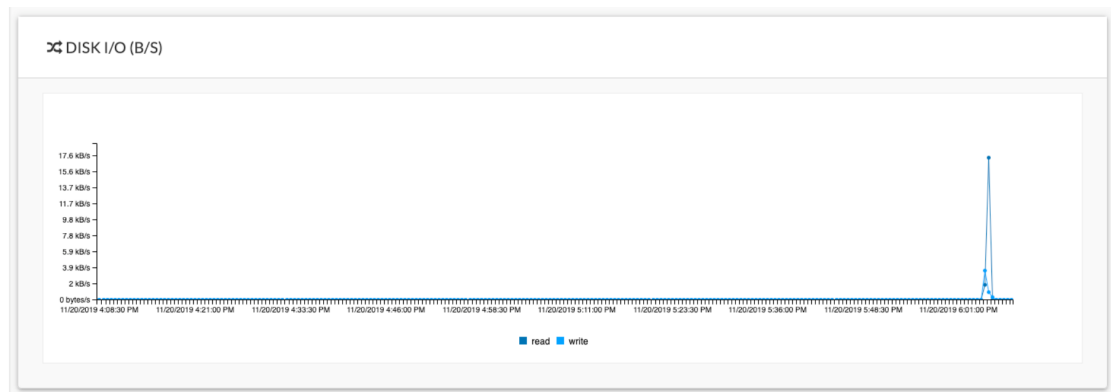 DISK I/O (B/S)
17.6 kB/s
15.6 kB/s
13.7 kB/s
11.7 kB/s
9.8 kB/s
7.8 kB/s
5.9 kB/s
3.9 kB/s
2 kB/s
0 bytes/s
11/20/2019 4:08:30 PM 11/20/2019 4:21:00 PM 11/20/2019 4:33:30 PM 11/20/2019 4:46:00 PM 11/20/2019 4:58:30 PM 11/20/2019 5:11:00 PM 11/20/2019 5:23:30 PM 11/20/2019 5:36:00 PM 11/20/2019 5:48:30 PM 11/20/2019 6:01:00 PM
read write